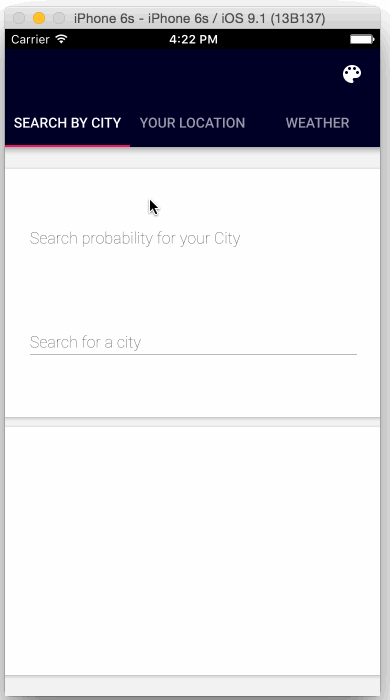 iPhone 6s - iPhone 6s / iOS 9.1 (13B137)
Carrier 4:22 PM
SEARCH BY CITY YOUR LOCATION WEATHER
Search probability for your City
Search for a city